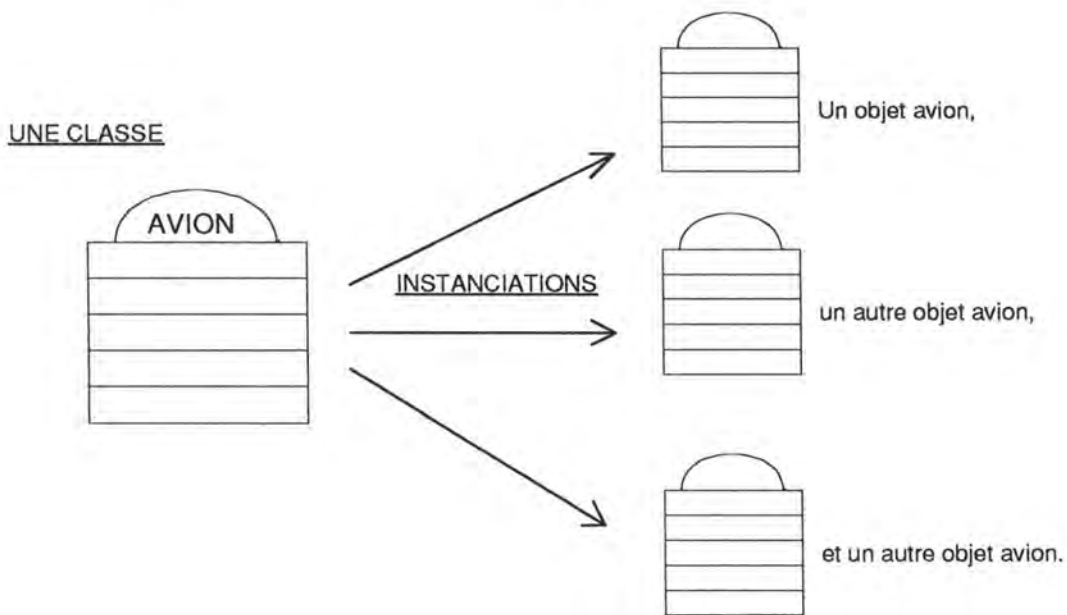 Un objet avion,
UNE CLASSE
AVION
INSTANCIATIONS
un autre objet avion,
et un autre objet avion.